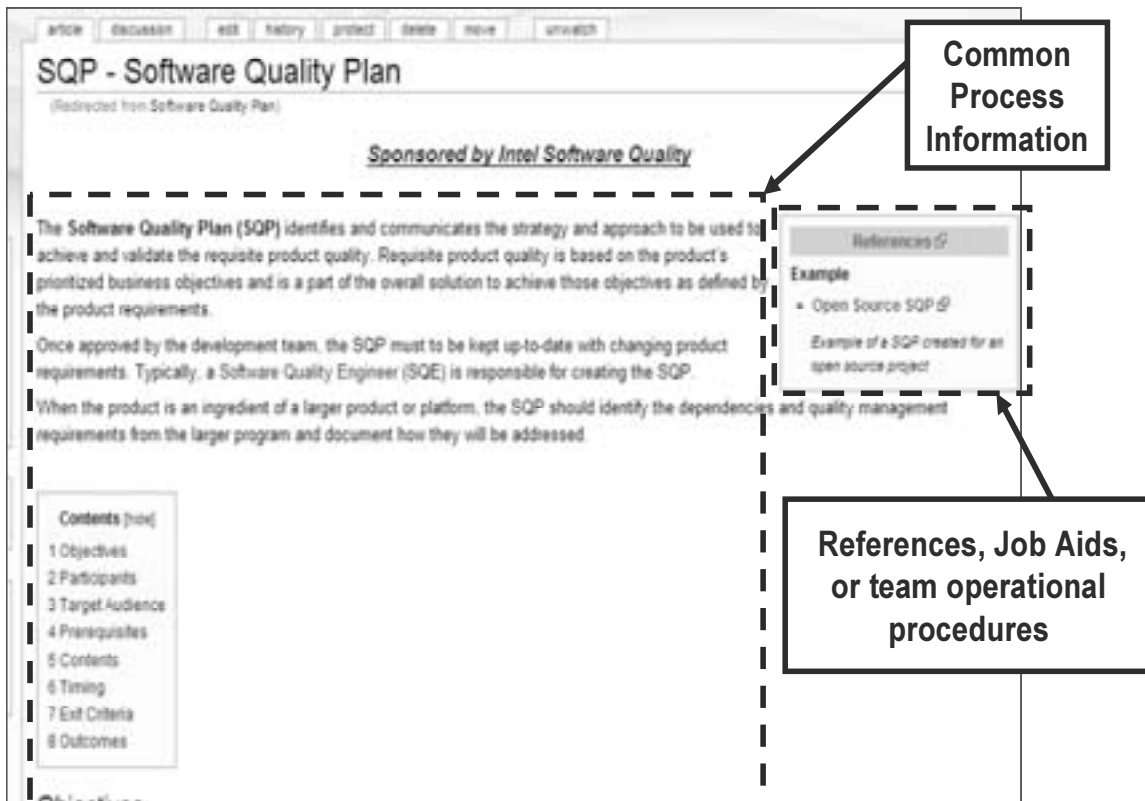 article discussion edit history protect delete move unwatch
SQP - Software Quality Plan
(Redirected from Software Quality Plan)
Sponsored by Intel Software Quality
The Software Quality Plan (SQP) identifies and communicates the strategy and approach to be used to
achieve and validate the requisite product quality. Requisite product quality is based on the product's
prioritized business objectives and is a part of the overall solution to achieve those objectives as defined by
the product requirements.
Once approved by the development team, the SQP must to be kept up-to-date with changing product
requirements. Typically, a Software Quality Engineer (SQE) is responsible for creating the SQP.
When the product is an ingredient of a larger product or platform, the SQP should identify the dependencies and quality management
requirements from the larger program and document how they will be addressed.
References
Example
• Open Source SQP
Example of a SQP created for an
open source project
Contents [hide]
1 Objectives
2 Participants
3 Target Audience
4 Prerequisites
5 Contents
6 Timing
7 Exit Criteria
8 Outcomes
Common
Process
Information
References, Job Aids,
or team operational
procedures